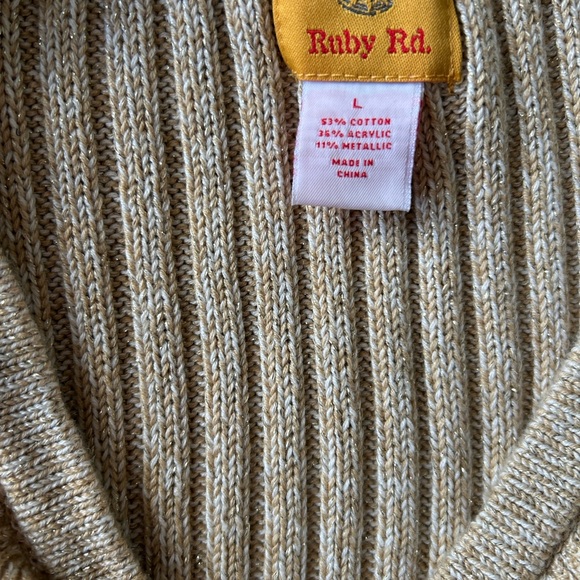 Ruby Rd.
L
53% COTTON
36% ACRYLIC
11% METALLIC
MADE IN
CHINA